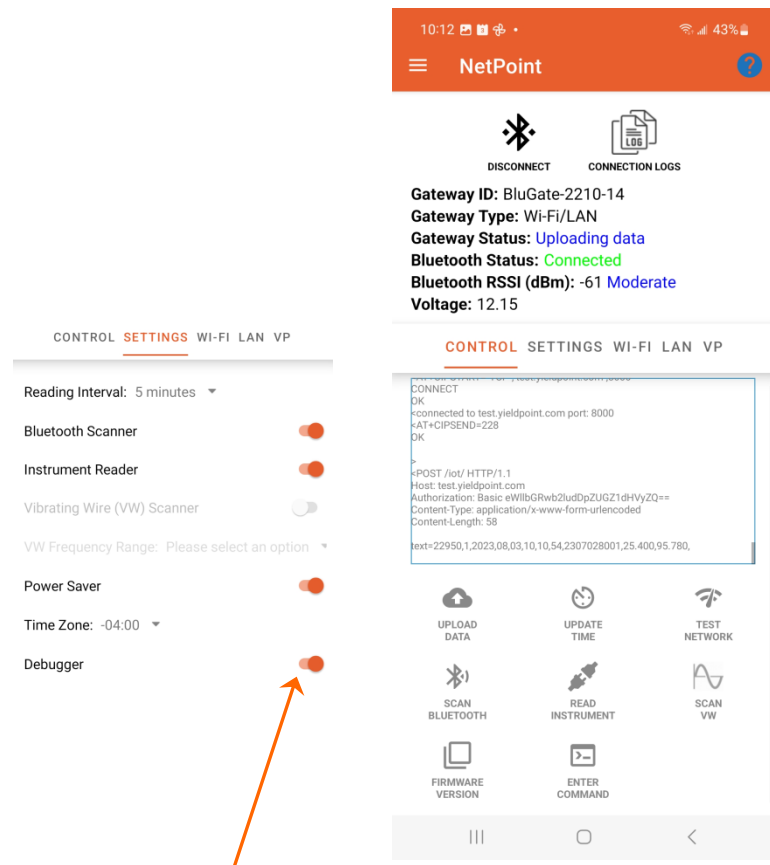 CONTROL SETTINGS WI-FI LAN VP
Reading Interval: 5 minutes
Bluetooth Scanner
Instrument Reader
Vibrating Wire (VW) Scanner
VW Frequency Range: Please select an option
Power Saver
Time Zone: -04:00
Debugger
10:12 43%
NetPoint
?
DISCONNECT CONNECTION LOGS
LOG
Gateway ID: BluGate-2210-14
Gateway Type: Wi-Fi/LAN
Gateway Status: Uploading data
Bluetooth Status: Connected
Bluetooth RSSI (dBm): -61 Moderate
Voltage: 12.15
CONTROL SETTINGS WI-FI LAN VP
CONNECT
OK
<connected to test.yieldpoint.com port: 8000
<AT+CIPSEND=228
OK
>
<POST /iot/ HTTP/1.1
Host: test.yieldpoint.com
Authorization: Basic eWllbGRwb2ludDpZUGZ1dHVyZQ==
Content-Type: application/x-www-form-urlencoded
Content-Length: 58
text=22950,1,2023,08,03,10,10,54,2307028001,25.400,95.780,
UPLOAD DATA
UPDATE TIME
TEST NETWORK
SCAN BLUETOOTH
READ INSTRUMENT
SCAN VW
FIRMWARE VERSION
ENTER COMMAND